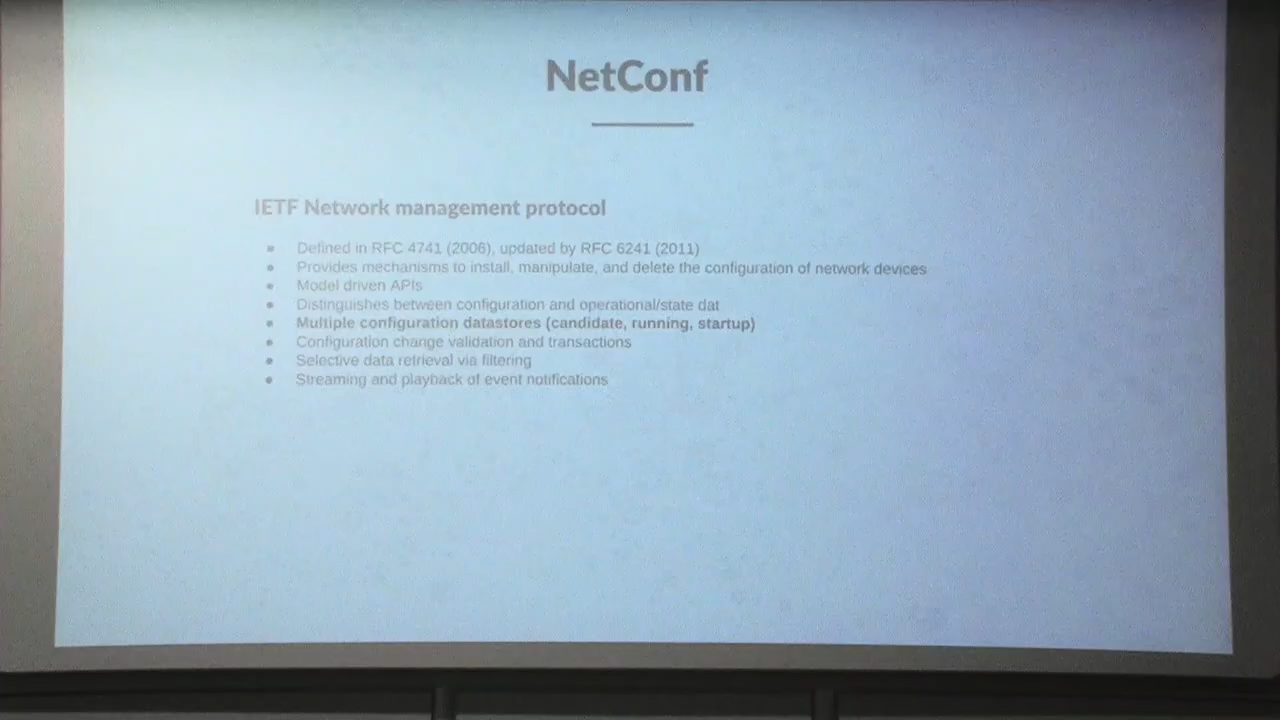 NetConf
IETF Network management protocol
Defined in RFC 4741 (2006), updated by RFC 6241 (2011)
Provides mechanisms to install, manipulate, and delete the configuration of network devices
Model driven APIs
Distinguishes between configuration and operational/state dat
Multiple configuration datastores (candidate, running, startup)
Configuration change validation and transactions
Selective data retrieval via filtering
Streaming and playback of event notifications